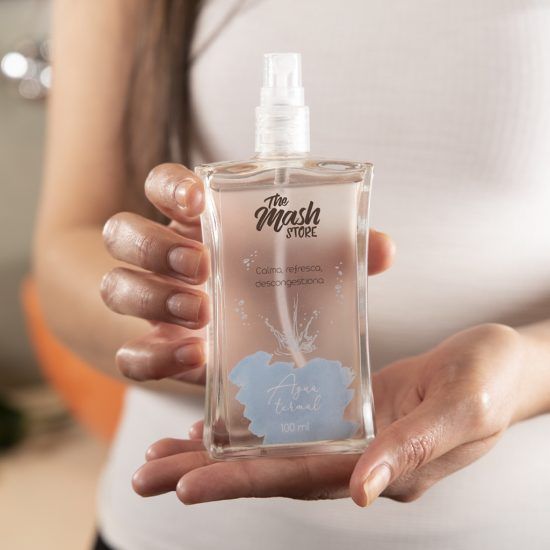 The
Mash
STORE
Calma, refresca,
descongestiona
Agua
termal
100 ml